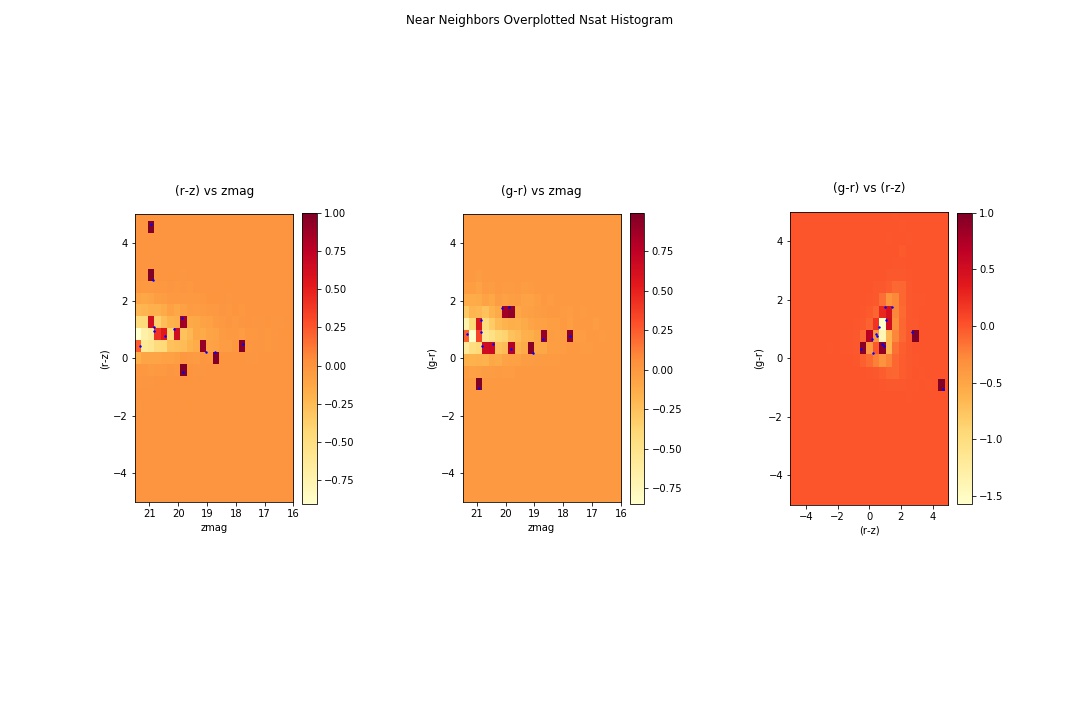 Near Neighbors Overplotted Nsat Histogram
(r-z) vs zmag
(r-z)
4
2
0
−2
−4
21 20 19 18 17 16
zmag
1.00
0.75
0.50
0.25
0.00
−0.25
−0.50
−0.75
(g-r) vs zmag
(g-r)
4
2
0
−2
−4
21 20 19 18 17 16
zmag
0.75
0.50
0.25
0.00
−0.25
−0.50
−0.75
(g-r) vs (r-z)
(g-r)
4
2
0
−2
−4
−4 −2 0 2 4
(r-z)
1.0
0.5
0.0
−0.5
−1.0
−1.5